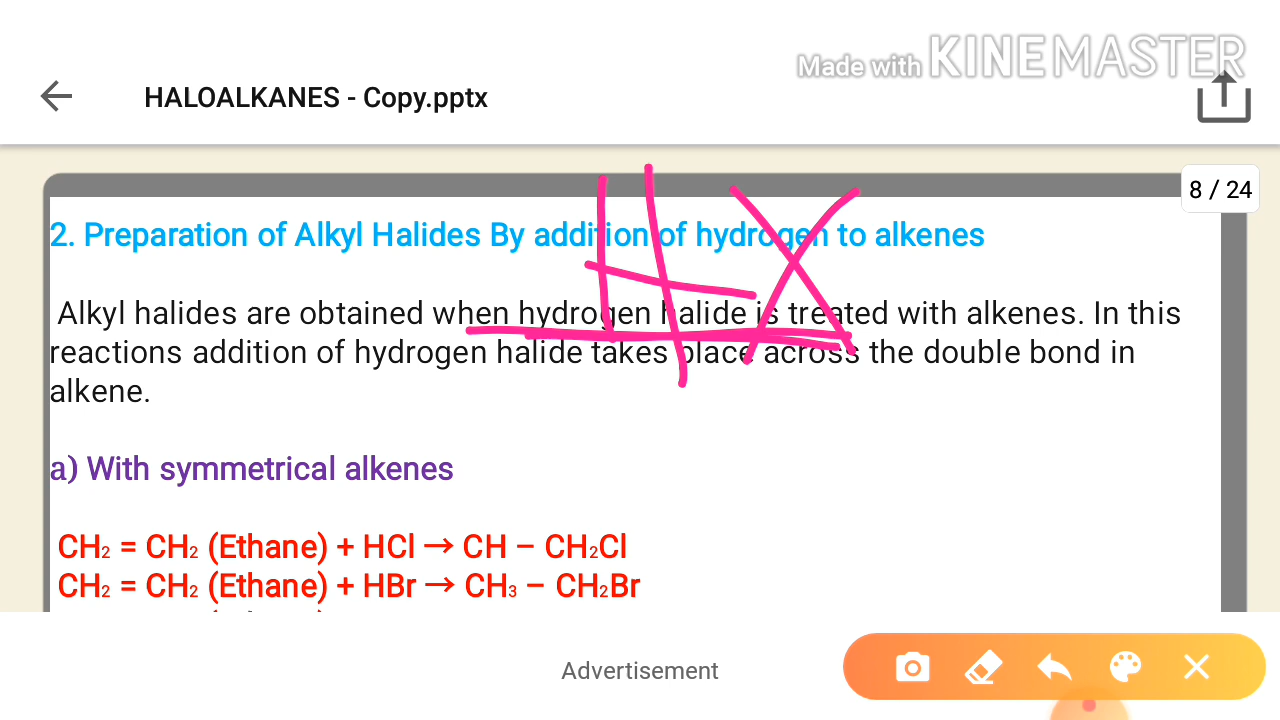 Made with KINEMASTER
HALOALKANES - Copy.pptx
8 / 24
2. Preparation of Alkyl Halides By addition of hydrogen to alkenes
HX
Alkyl halides are obtained when hydrogen halide is treated with alkenes. In this
reactions addition of hydrogen halide takes place across the double bond in
alkene.
a) With symmetrical alkenes
CH₂ = CH₂ (Ethane) + HCl → CH – CH₂Cl
CH₂ = CH₂ (Ethane) + HBr → CH₃ – CH₂Br
Advertisement